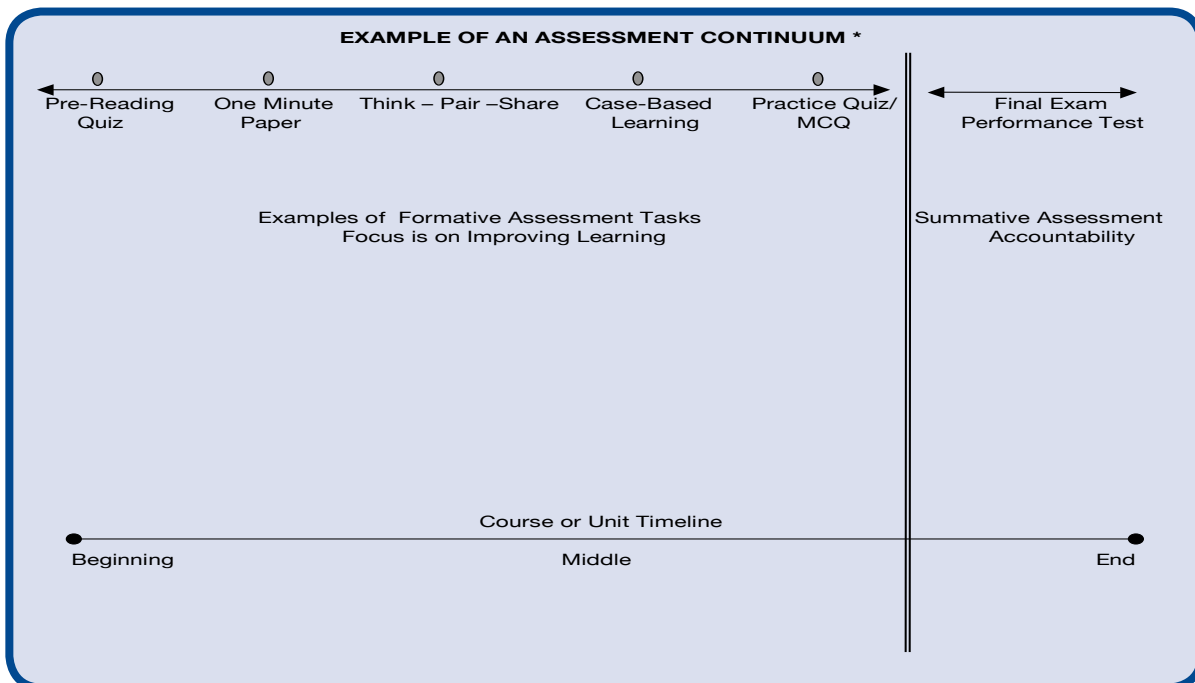 EXAMPLE OF AN ASSESSMENT CONTINUUM *
Pre-Reading
Quiz
One Minute
Paper
Think – Pair –Share
Case-Based
Learning
Practice Quiz/
MCQ
Final Exam
Performance Test
Examples of Formative Assessment Tasks
Focus is on Improving Learning
Summative Assessment
Accountability
Course or Unit Timeline
Beginning
Middle
End